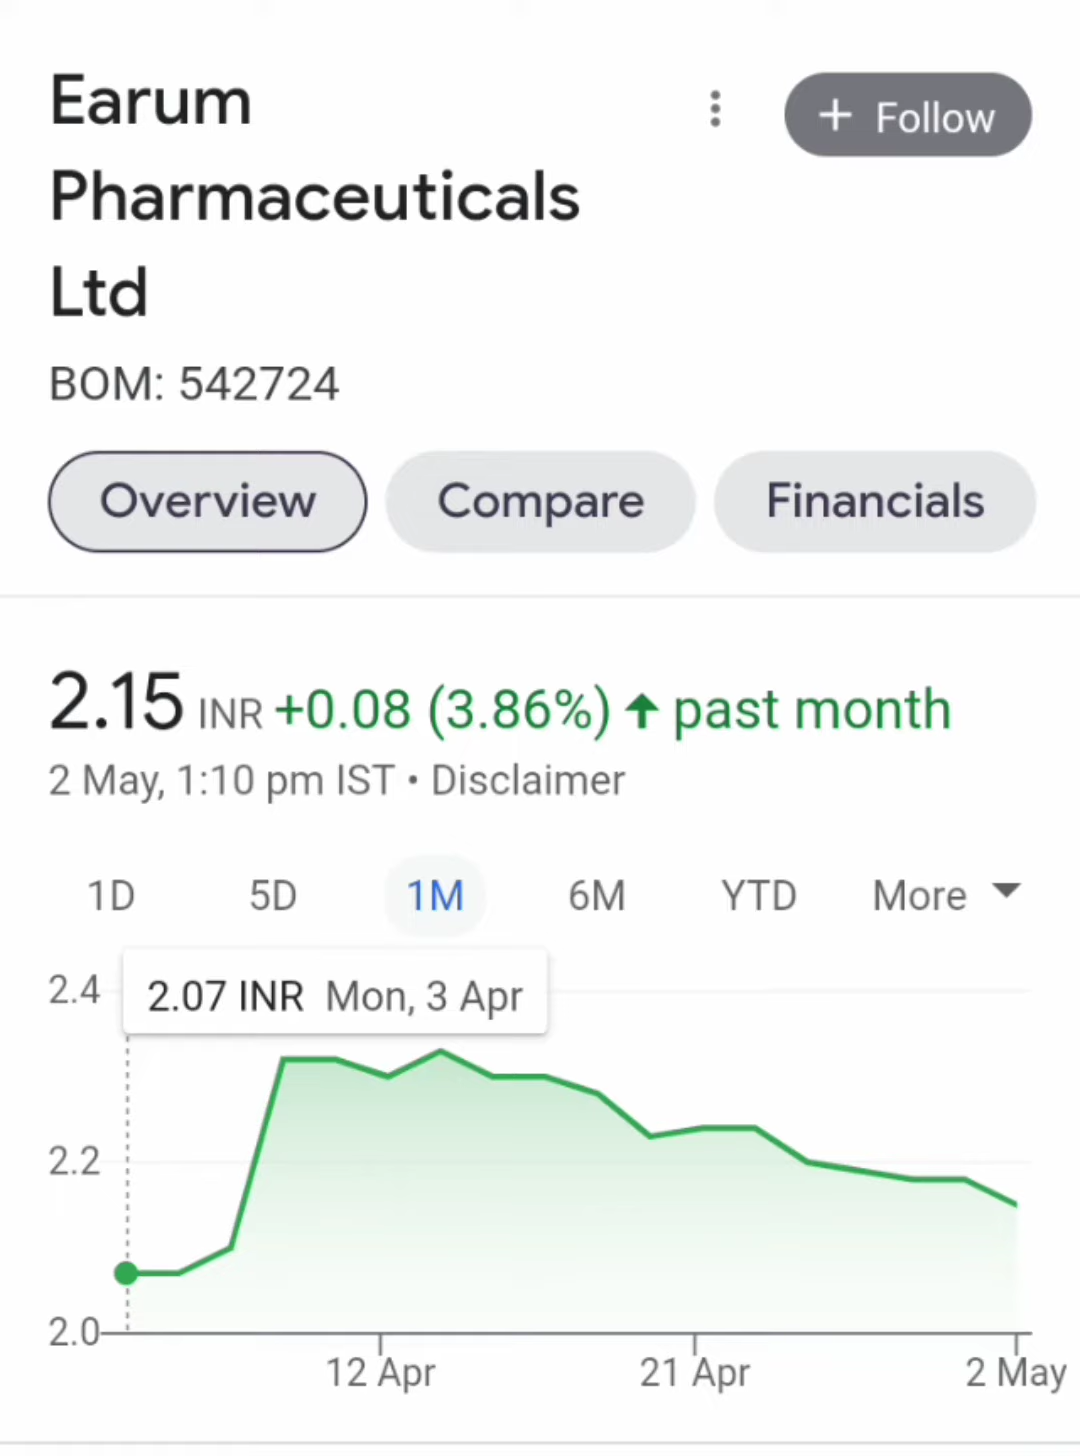 Earum
Pharmaceuticals
Ltd
+ Follow
BOM: 542724
Overview
Compare
Financials
2.15 INR +0.08 (3.86%) ↑ past month
2 May, 1:10 pm IST • Disclaimer
1D 5D 1M 6M YTD More
2.07 INR Mon, 3 Apr
2.4
2.2
2.0
12 Apr 21 Apr 2 May